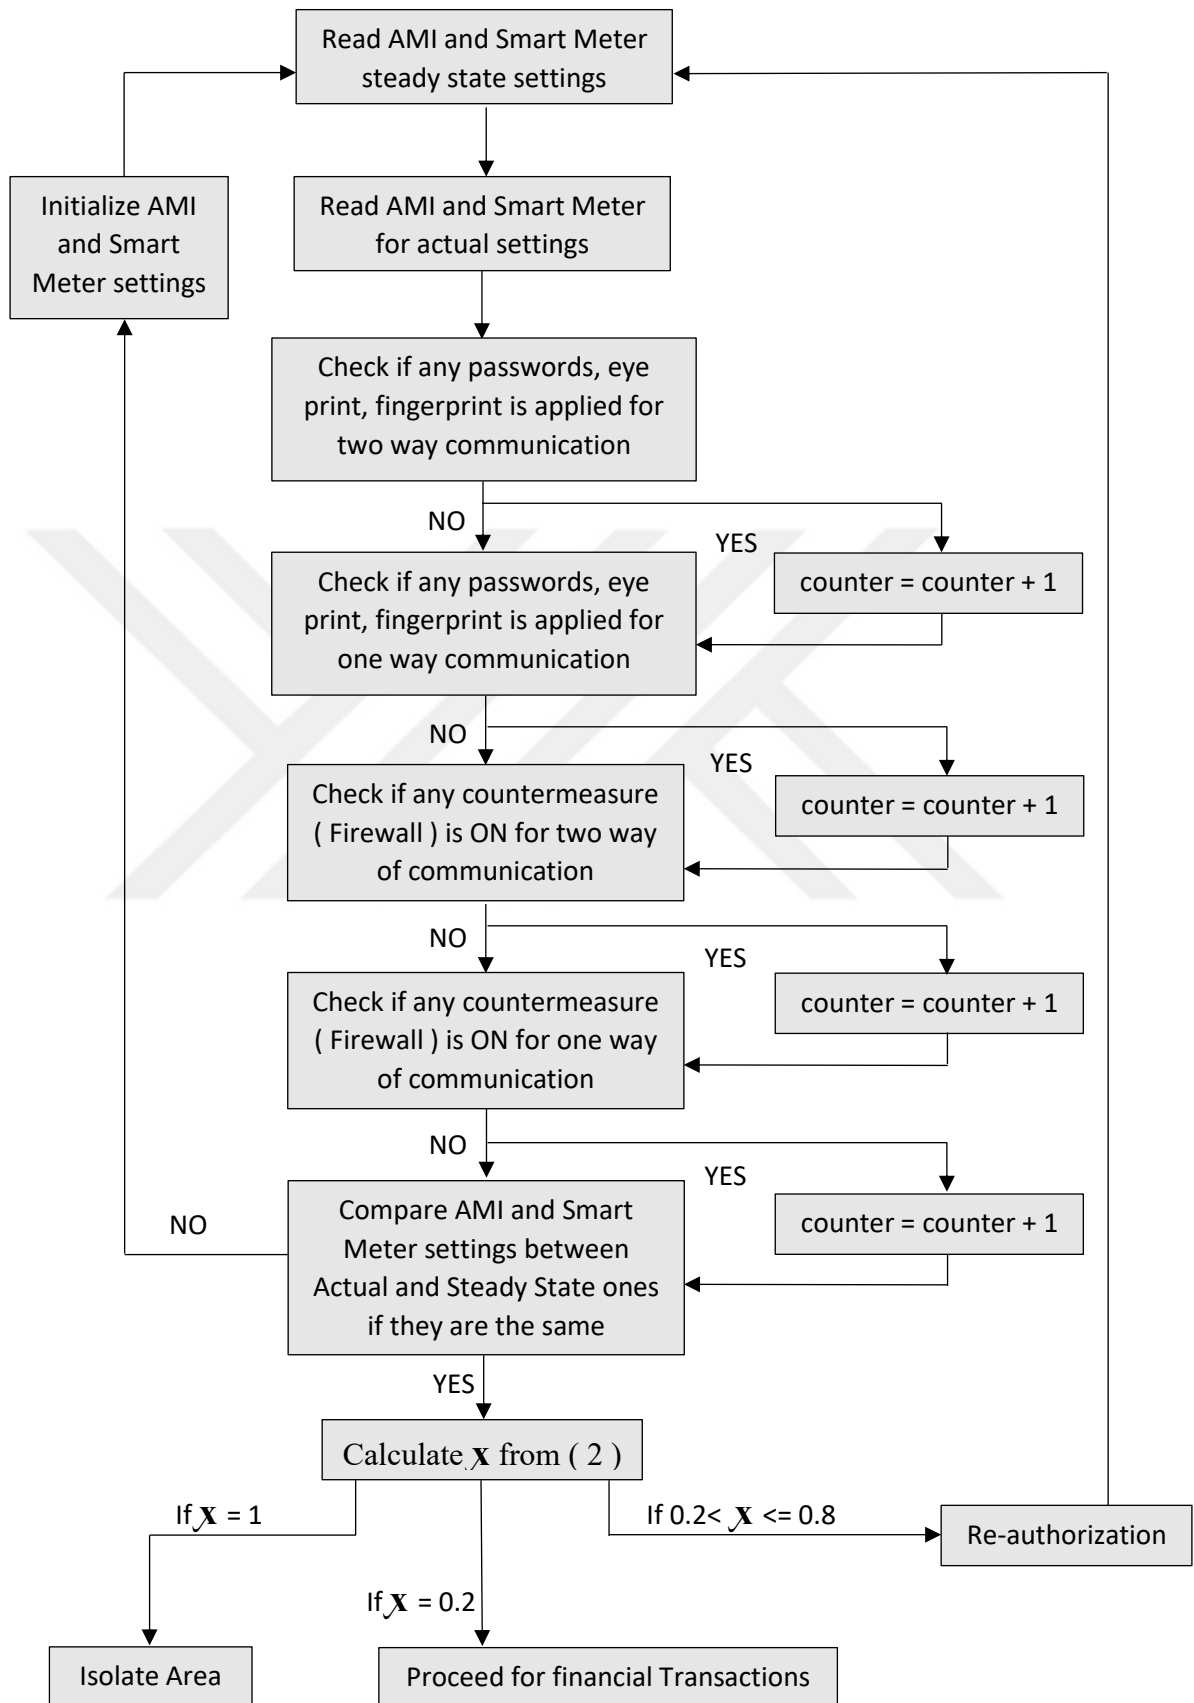 Read AMI and Smart Meter
steady state settings
Initialize AMI
and Smart
Meter settings
Read AMI and Smart Meter
for actual settings
Check if any passwords, eye
print, fingerprint is applied for
two way communication
NO
YES
counter = counter + 1
Check if any passwords, eye
print, fingerprint is applied for
one way communication
NO
YES
counter = counter + 1
Check if any countermeasure
( Firewall ) is ON for two way
of communication
NO
YES
counter = counter + 1
Check if any countermeasure
( Firewall ) is ON for one way
of communication
NO
YES
counter = counter + 1
NO
Compare AMI and Smart
Meter settings between
Actual and Steady State ones
if they are the same
YES
Calculate x from ( 2 )
If x = 1
If 0.2< x <= 0.8
Re-authorization
If x = 0.2
Isolate Area
Proceed for financial Transactions